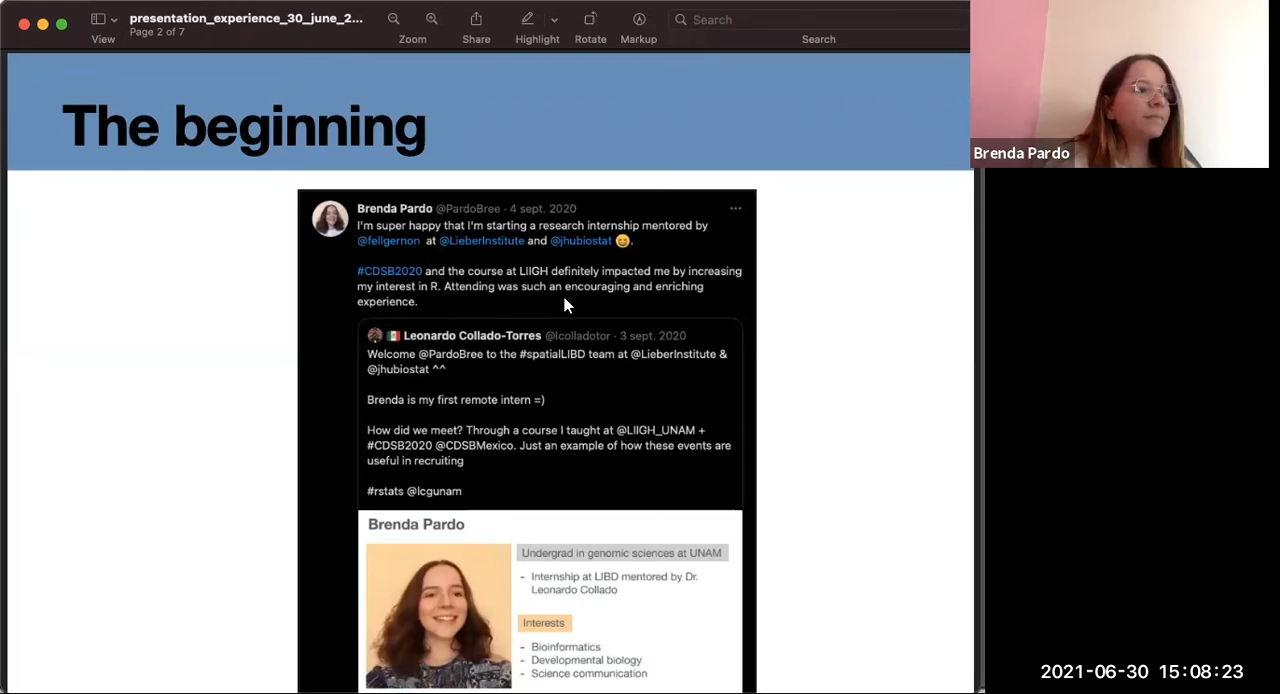 presentation_experience_30_june_2...
Page 2 of 7
View
Zoom
Share
Highlight
Rotate
Markup
Search
Search
Brenda Pardo
The beginning
Brenda Pardo @PardoBree · 4 sept. 2020
I'm super happy that I'm starting a research internship mentored by
@fellgernon at @LieberInstitute and @jhubiostat 😊.
#CDSB2020 and the course at LIIGH definitely impacted me by increasing
my interest in R. Attending was such an encouraging and enriching
experience.
🇲🇽 Leonardo Collado-Torres @lcolladotor · 3 sept. 2020
Welcome @PardoBree to the #spatialLIBD team at @LieberInstitute &
@jhubiostat ^^
Brenda is my first remote intern =)
How did we meet? Through a course I taught at @LIIGH_UNAM +
#CDSB2020 @CDSBMexico. Just an example of how these events are
useful in recruiting
#rstats @lcgunam
Brenda Pardo
Undergrad in genomic sciences at UNAM
- Internship at LIBD mentored by Dr.
Leonardo Collado
Interests
- Bioinformatics
- Developmental biology
- Science communication
2021-06-30 15:08:23